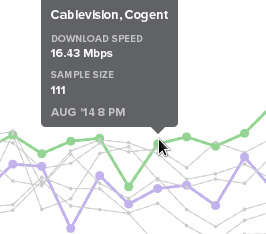 Cablevision, Cogent
DOWNLOAD SPEED
16.43 Mbps
SAMPLE SIZE
111
AUG '14 8 PM